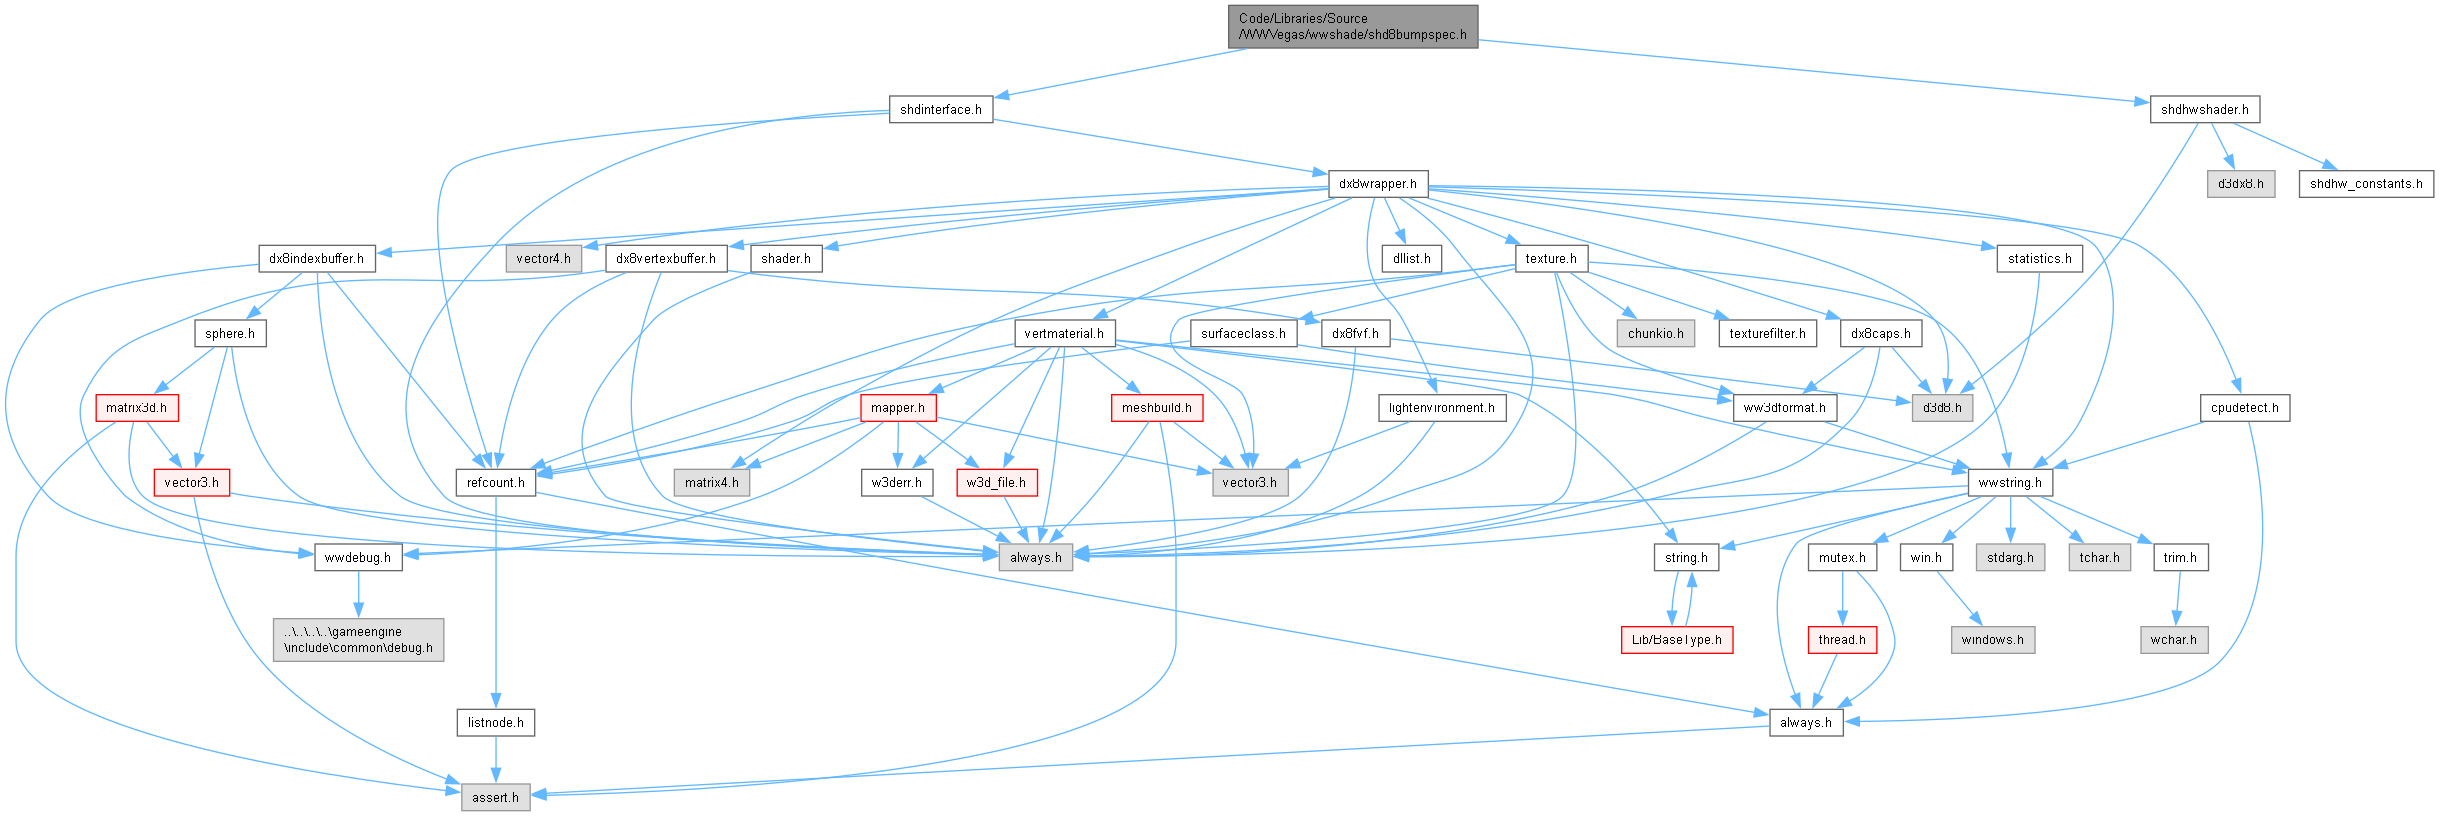 Code/Libraries/Source
/WWVegas/wwshade/shd8bumpspec.h
shdinterface.h
shdhwshader.h
dx8wrapper.h
d3dx8.h
shdhw_constants.h
dx8indexbuffer.h
vector4.h
dx8vertexbuffer.h
shader.h
dllist.h
texture.h
statistics.h
sphere.h
vertmaterial.h
surfaceclass.h
dx8fvf.h
chunkio.h
texturefilter.h
dx8caps.h
matrix3d.h
mapper.h
meshbuild.h
lightenvironment.h
ww3dformat.h
d3d8.h
cpudetect.h
vector3.h
refcount.h
matrix4.h
w3derr.h
w3d_file.h
vector3.h
wwstring.h
wwdebug.h
always.h
string.h
mutex.h
win.h
stdarg.h
tchar.h
trim.h
..\..\..\..\gameengine
\include\common\debug.h
Lib/BaseType.h
thread.h
windows.h
wchar.h
listnode.h
always.h
assert.h